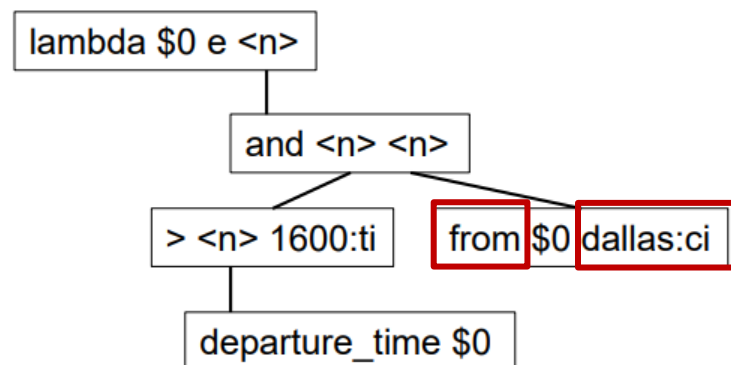 lambda $0 e <n>
and <n> <n>
> <n> 1600:ti
from $0 dallas:ci
departure_time $0